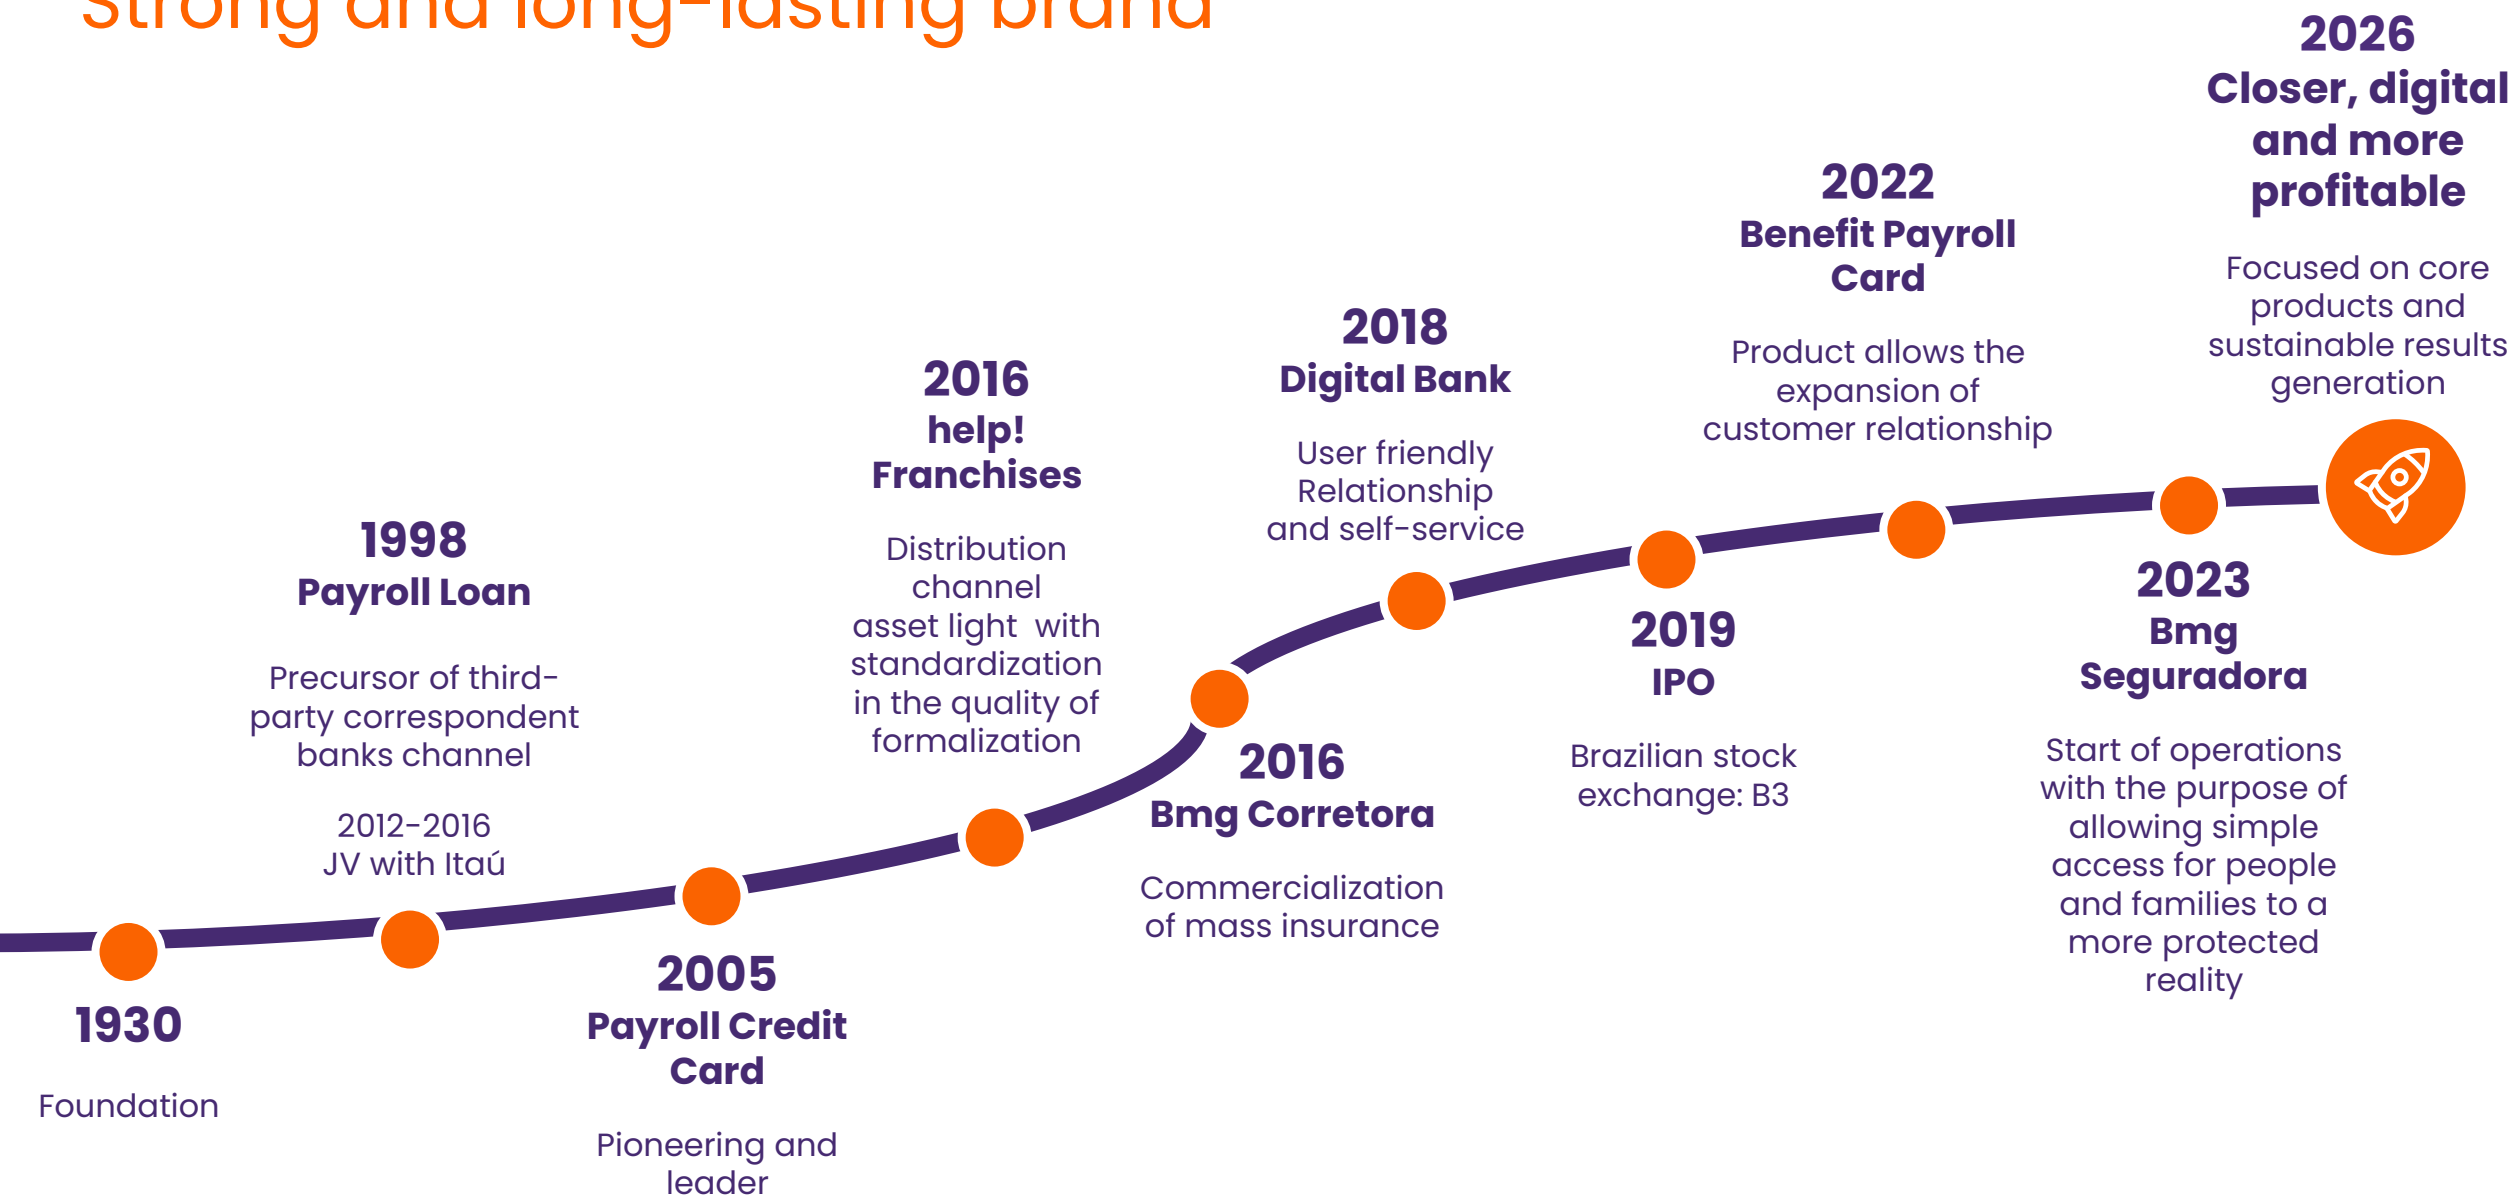 Strong and long-lasting brand
1930
Foundation
1998
Payroll Loan
Precursor of third-
party correspondent
banks channel
2012-2016
JV with Itaú
2005
Payroll Credit
Card
Pioneering and
leader
2016
help!
Franchises
Distribution
channel
asset light  with
standardization
in the quality of
formalization
2016
Bmg Corretora
Commercialization
of mass insurance
2018
Digital Bank
User friendly
Relationship
and self-service
2019
IPO
Brazilian stock
exchange: B3
2022
Benefit Payroll
Card
Product allows the
expansion of
customer relationship
2023
Bmg
Seguradora
Start of operations
with the purpose of
allowing simple
access for people
and families to a
more protected
reality
2026
Closer, digital
and more
profitable
Focused on core
products and
sustainable results
generation